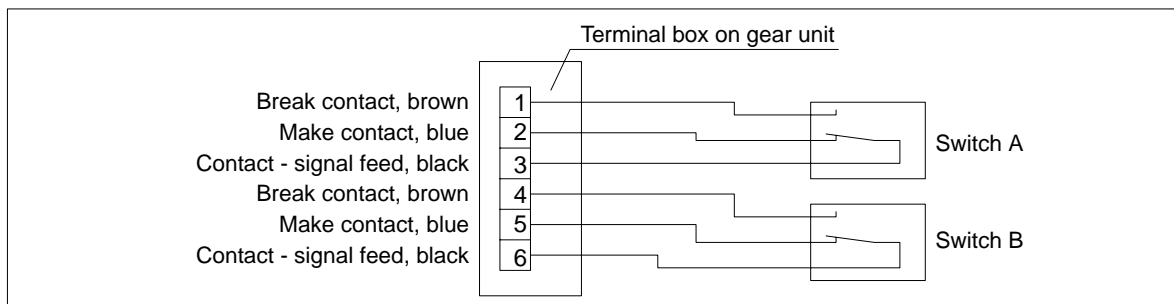 Terminal box on gear unit
Break contact, brown 1
Make contact, blue 2
Switch A
Contact - signal feed, black 3
Break contact, brown 4
Make contact, blue 5
Switch B
Contact - signal feed, black 6